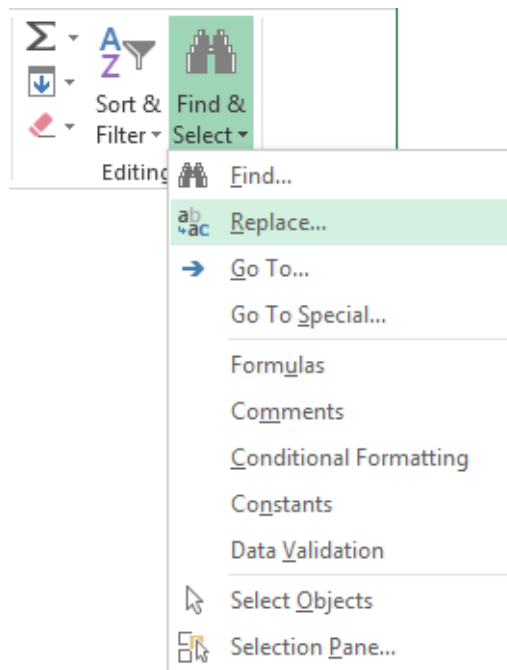 Sort & Find &
Filter Select
Editing
Find...
Replace...
Go To...
Go To Special...
Formulas
Comments
Conditional Formatting
Constants
Data Validation
Select Objects
Selection Pane...